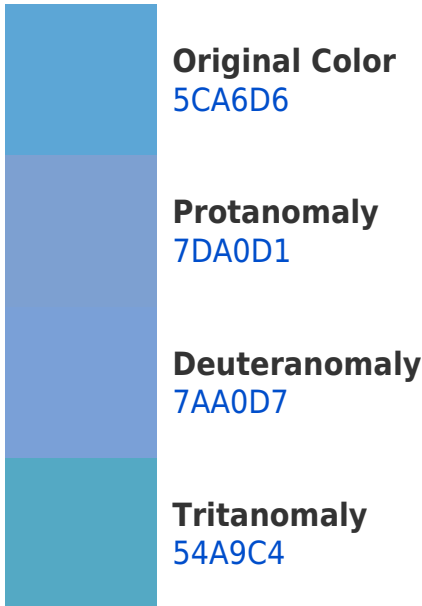 Original Color
5CA6D6
Protanomaly
7DA0D1
Deuteranomaly
7AA0D7
Tritanomaly
54A9C4